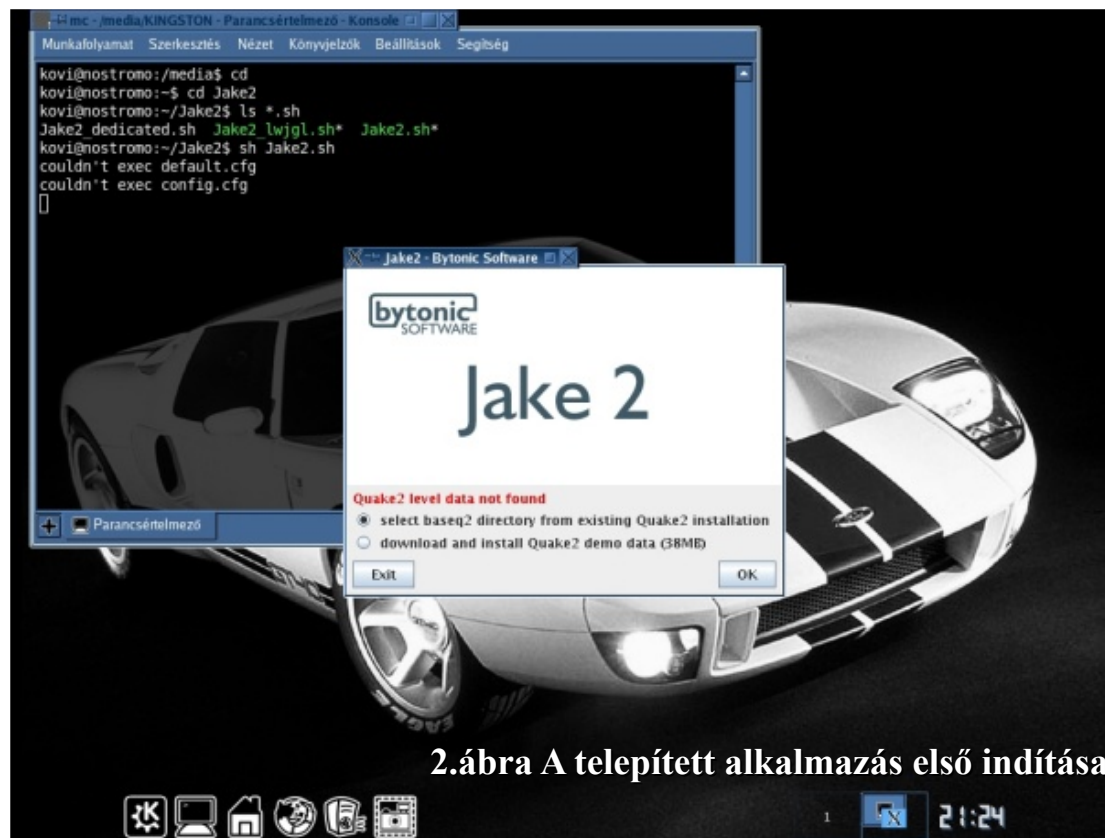 mc - /media/KINGSTON - Parancsértelmező - Konsole
Munkafolyamat Szerkesztés Nézet Könyvjelzők Beállítások Segítség
kovi@nostromo:/media$ cd
kovi@nostromo:~$ cd Jake2
kovi@nostromo:~/Jake2$ ls *.sh
Jake2_dedicated.sh Jake2_lwjgl.sh* Jake2.sh*
kovi@nostromo:~/Jake2$ sh Jake2.sh
couldn't exec default.cfg
couldn't exec config.cfg
Jake2 - Bytonic Software
bytonic
SOFTWARE
Jake 2
Quake2 level data not found
select baseq2 directory from existing Quake2 installation
download and install Quake2 demo data (38MB)
Exit OK
Parancsértelmező
EAGLE
2.ábra A telepített alkalmazás első indítása
1 21:24